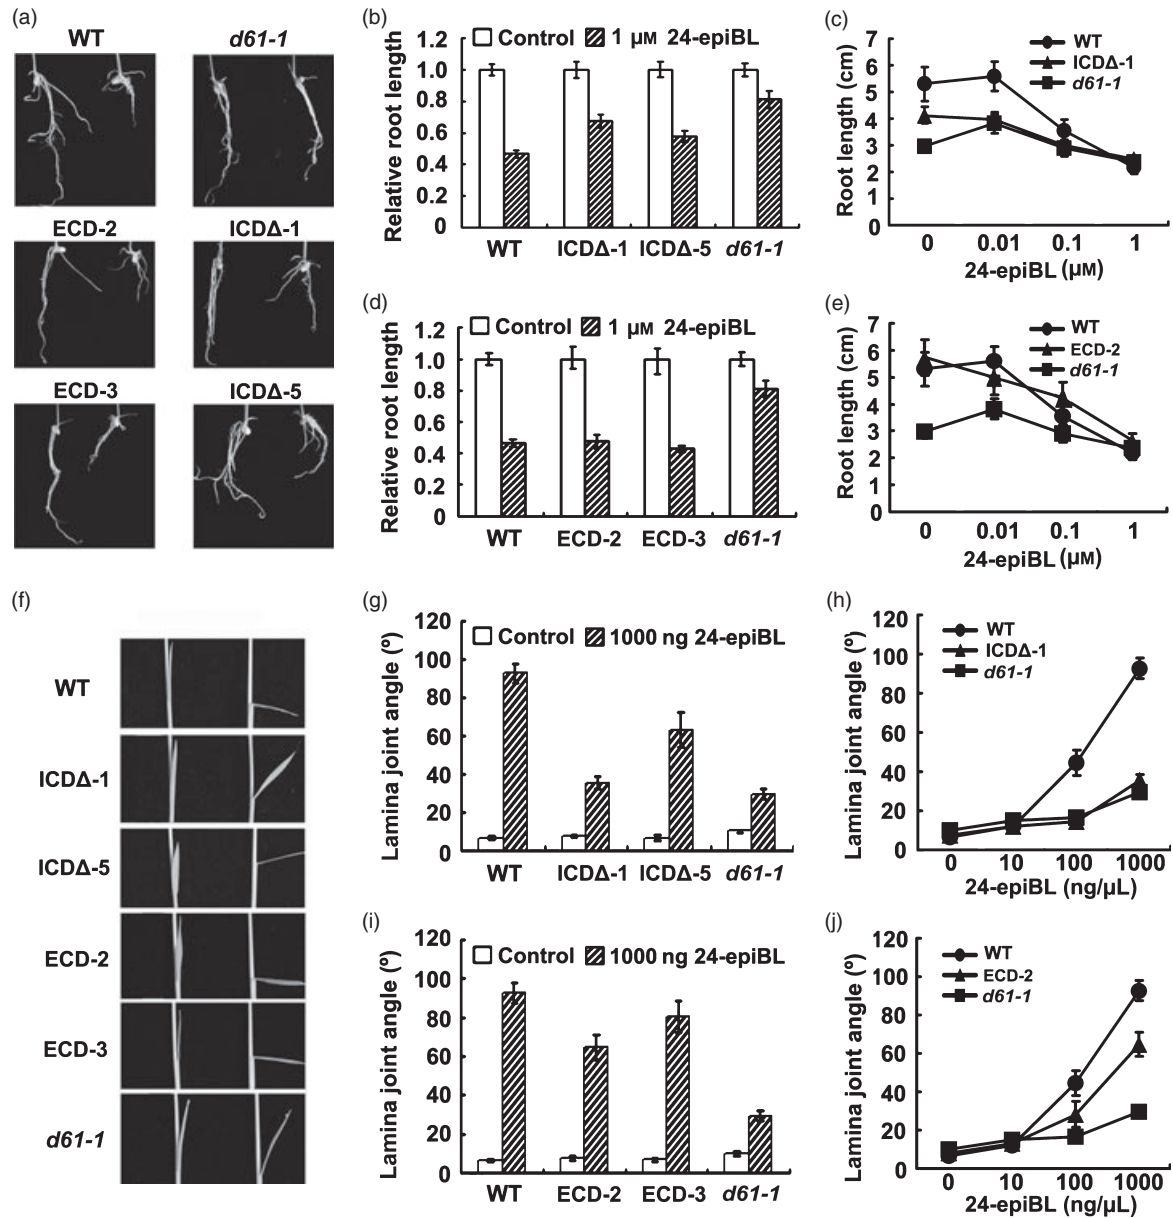 (a)
WT d61-1
ECD-2 ICDΔ-1
ECD-3 ICDΔ-5
(b)
Control 1 μM 24-epiBL
Relative root length
1.2
1.0
0.8
0.6
0.4
0.2
0
WT ICDΔ-1 ICDΔ-5 d61-1
(c)
WT
ICDΔ-1
d61-1
Root length (cm)
7
6
5
4
3
2
1
0
0 0.01 0.1 1
24-epiBL (μM)
(d)
Control 1 μM 24-epiBL
Relative root length
1.2
1.0
0.8
0.6
0.4
0.2
0
WT ECD-2 ECD-3 d61-1
(e)
WT
ECD-2
d61-1
Root length (cm)
7
6
5
4
3
2
1
0
0 0.01 0.1 1
24-epiBL (μM)
(f)
WT
ICDΔ-1
ICDΔ-5
ECD-2
ECD-3
d61-1
(g)
Control 1000 ng 24-epiBL
Lamina joint angle (º)
120
100
80
60
40
20
0
WT ICDΔ-1 ICDΔ-5 d61-1
(h)
WT
ICDΔ-1
d61-1
Lamina joint angle (º)
120
100
80
60
40
20
0
0 10 100 1000
24-epiBL (ng/μL)
(i)
Control 1000 ng 24-epiBL
Lamina joint angle (º)
120
100
80
60
40
20
0
WT ECD-2 ECD-3 d61-1
(j)
WT
ECD-2
d61-1
Lamina joint angle (º)
120
100
80
60
40
20
0
0 10 100 1000
24-epiBL (ng/μL)